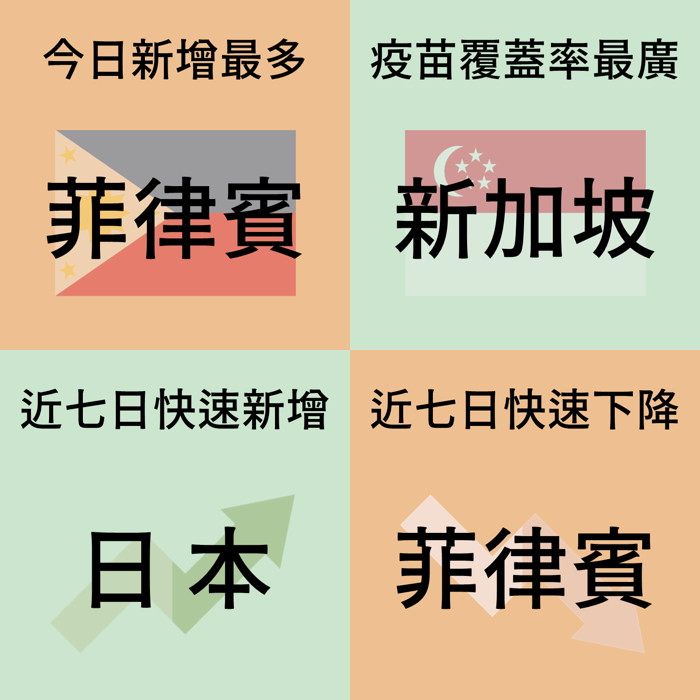 今日新增最多
菲律賓
疫苗覆蓋率最廣
新加坡
近七日快速新增
日本
近七日快速下降
菲律賓